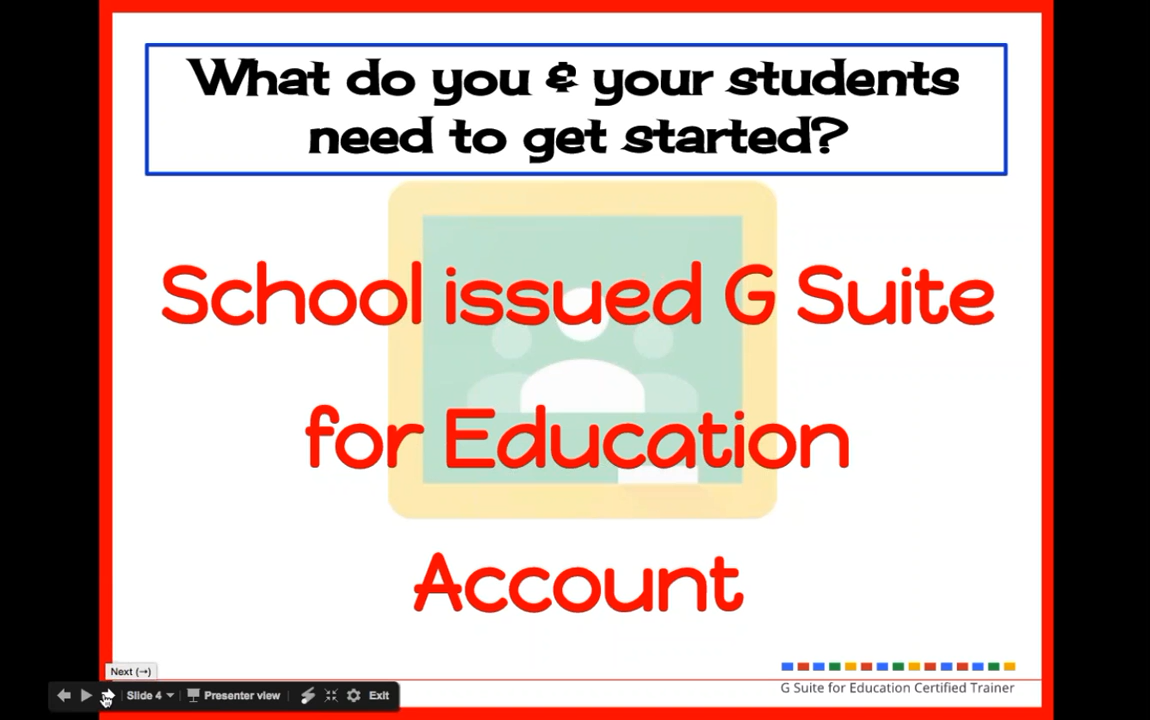 What do you & your students
need to get started?
School issued G Suite
for Education
Account
G Suite for Education Certified Trainer
Next (→)
Slide 4
Presenter view
Exit